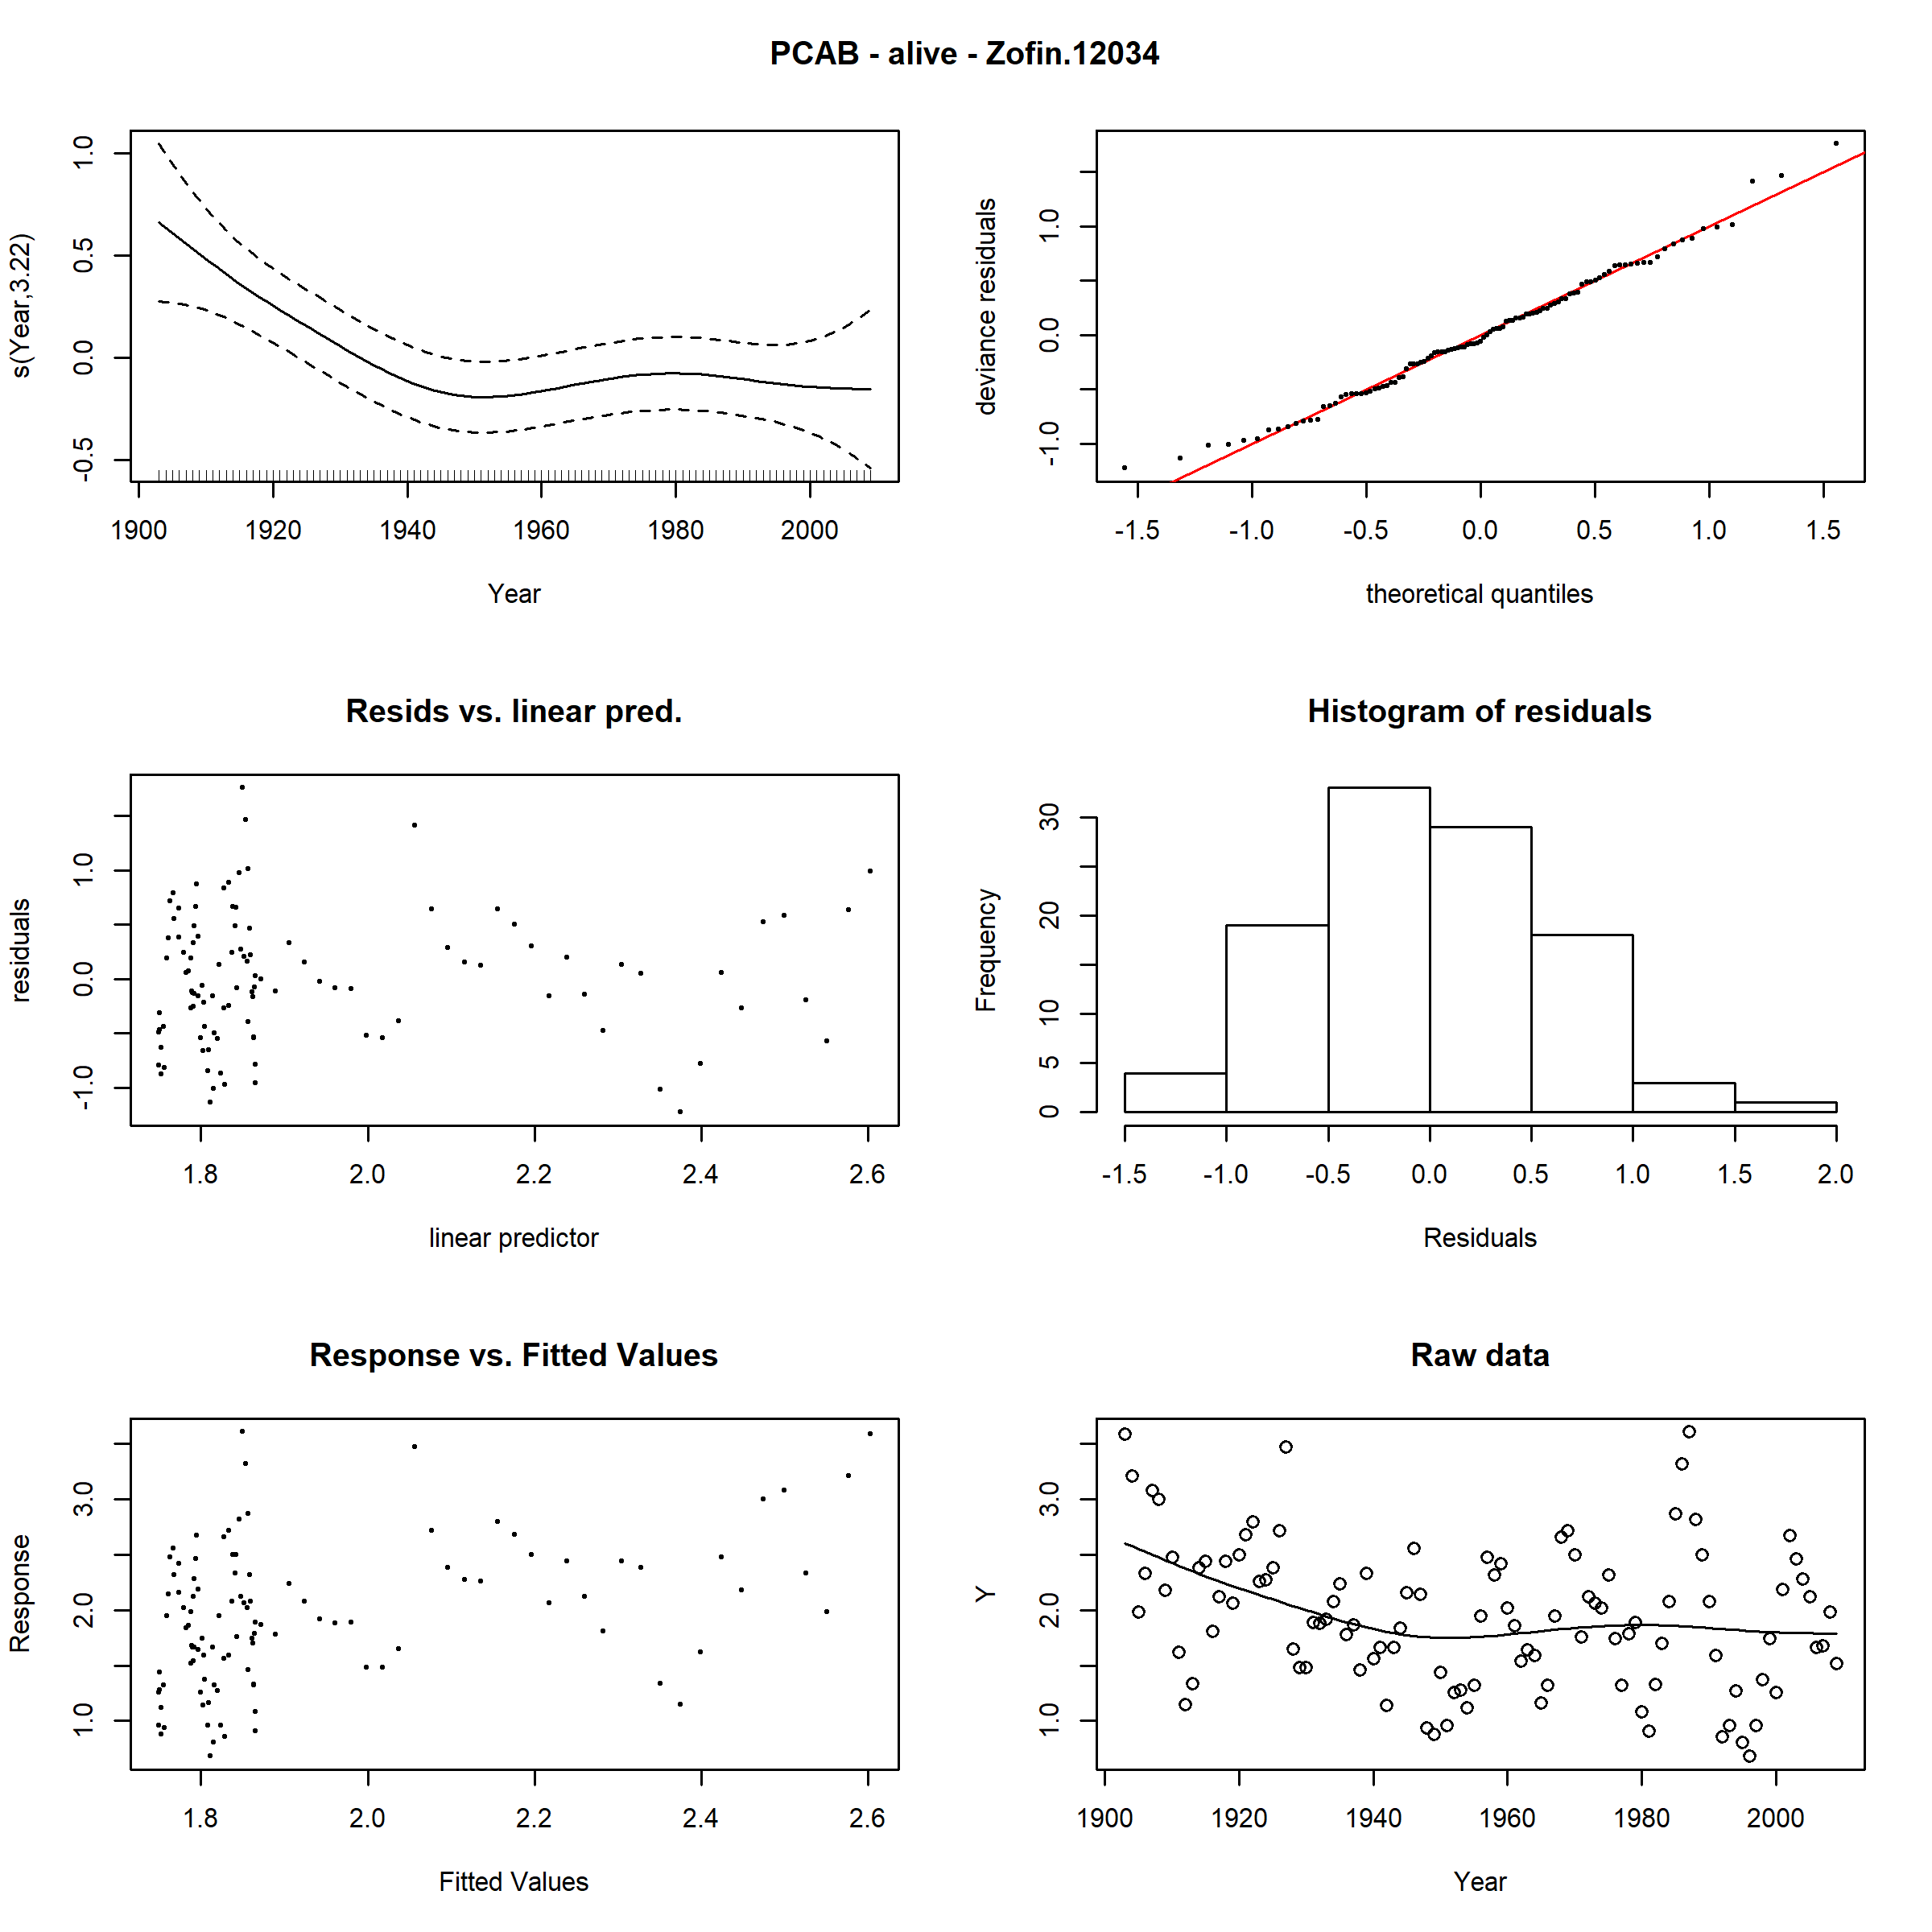 PCAB - alive - Zofin.12034
s(Year,3.22)
-0.5 0.0 0.5 1.0
1900 1920 1940 1960 1980 2000
Year
deviance residuals
-1.0 0.0 1.0
-1.5 -1.0 -0.5 0.0 0.5 1.0 1.5
theoretical quantiles
Resids vs. linear pred.
residuals
-1.0 0.0 1.0
1.8 2.0 2.2 2.4 2.6
linear predictor
Histogram of residuals
Frequency
0 5 10 20 30
-1.5 -1.0 -0.5 0.0 0.5 1.0 1.5 2.0
Residuals
Response vs. Fitted Values
Response
1.0 2.0 3.0
1.8 2.0 2.2 2.4 2.6
Fitted Values
Raw data
Y
1.0 2.0 3.0
1900 1920 1940 1960 1980 2000
Year